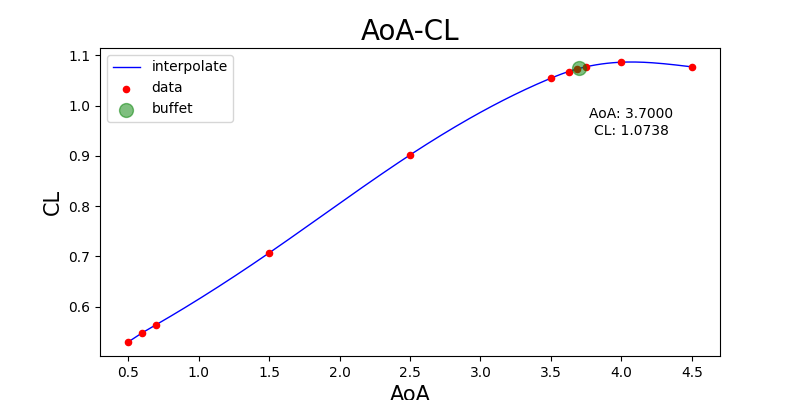 AoA-CL
interpolate
data
buffet
AoA: 3.7000
CL: 1.0738
CL
1.1
1.0
0.9
0.8
0.7
0.6
0.5 1.0 1.5 2.0 2.5 3.0 3.5 4.0 4.5
AoA